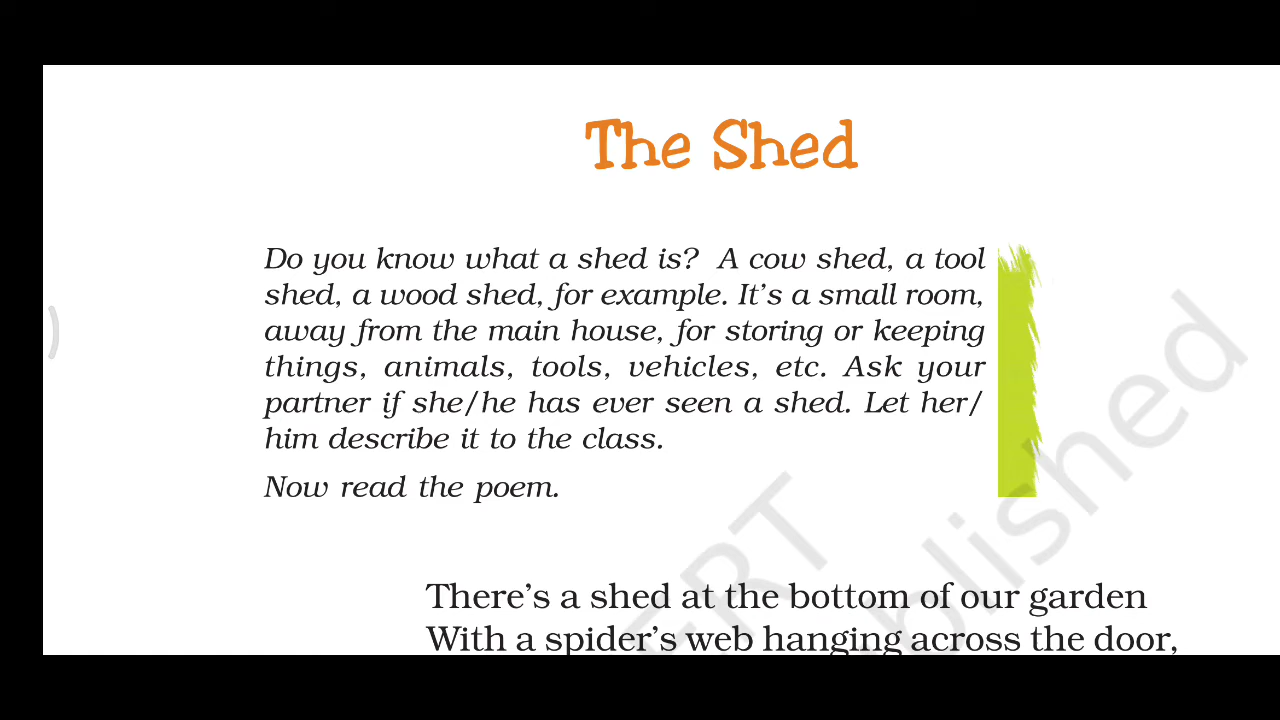 The Shed
Do you know what a shed is? A cow shed, a tool
shed, a wood shed, for example. It's a small room,
away from the main house, for storing or keeping
things, animals, tools, vehicles, etc. Ask your
partner if she/he has ever seen a shed. Let her/
him describe it to the class.
Now read the poem.
There's a shed at the bottom of our garden
With a spider's web hanging across the door,